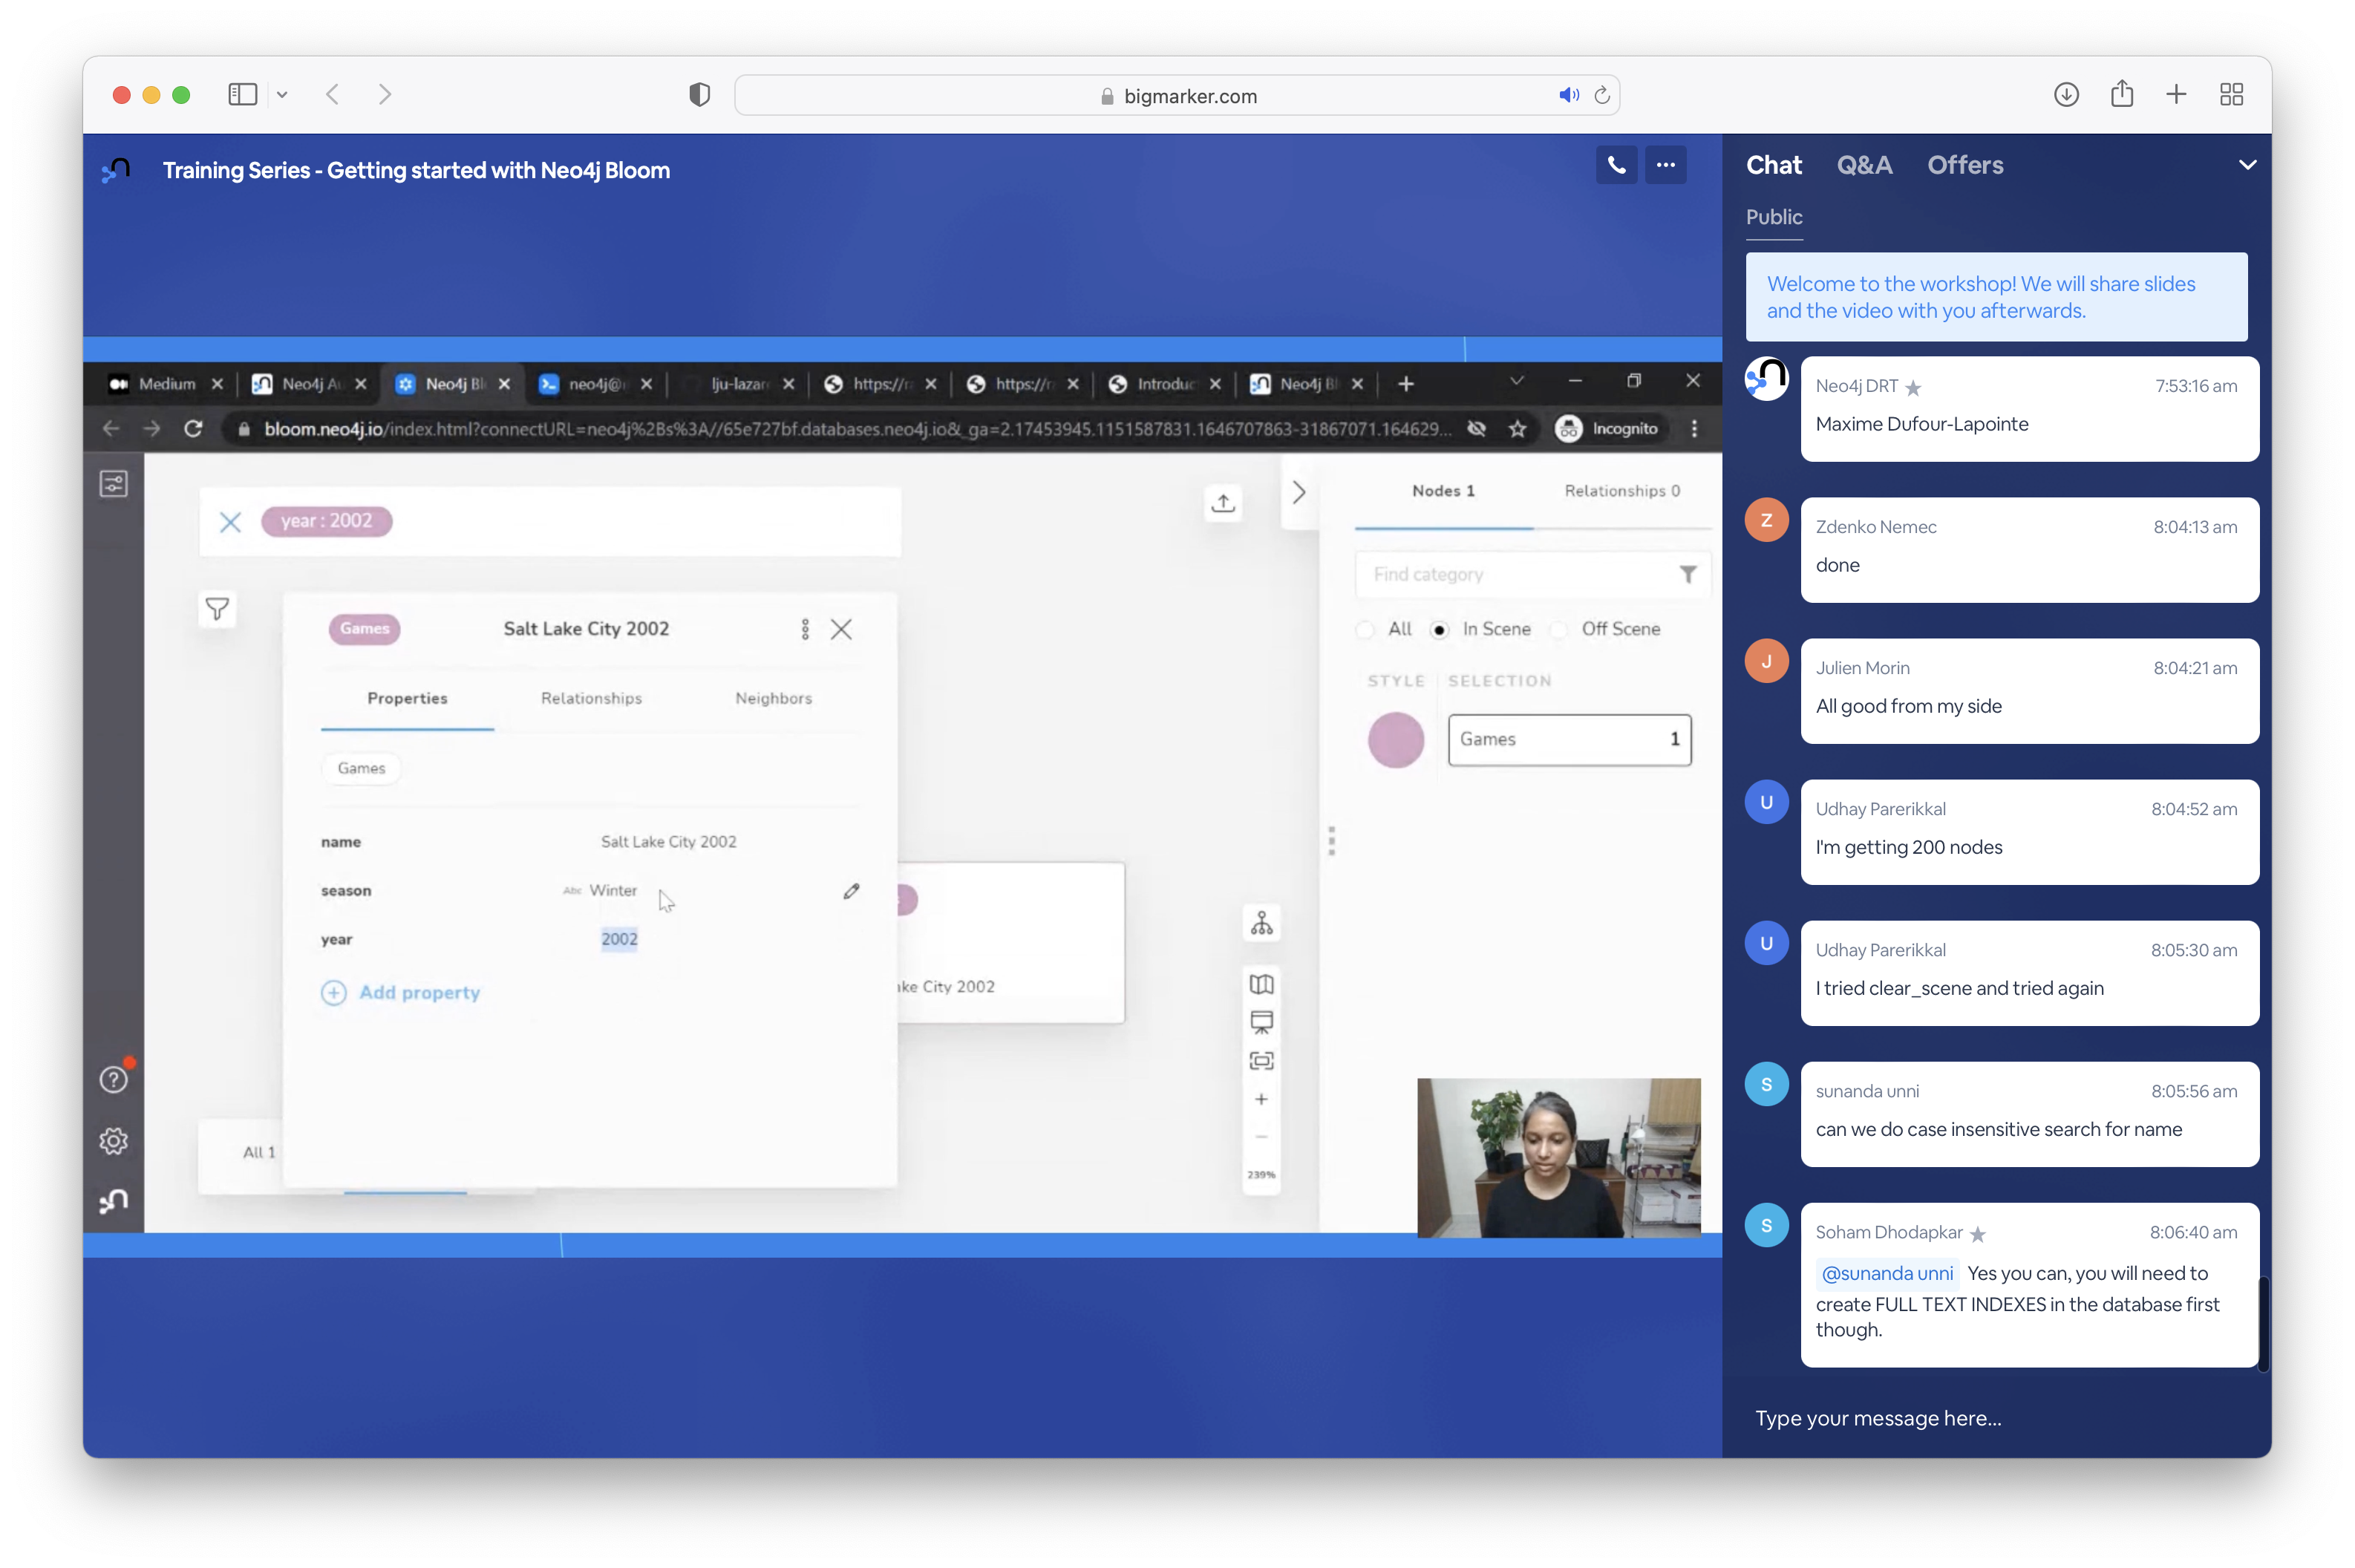 bigmarker.com
Training Series - Getting started with Neo4j Bloom
Medium
Neo4j Au
Neo4j Bl
neo4j@
lju-lazar
https://r
https://r
Introduc
Neo4j Bl
bloom.neo4j.io/index.html?connectURL=neo4j%2Bs%3A//65e727bf.databases.neo4j.io&_ga=2.17453945.1151587831.1646707863-31867071.164629...
Incognito
year : 2002
Games
Salt Lake City 2002
Properties
Relationships
Neighbors
Games
name
Salt Lake City 2002
season
Abc Winter
year
2002
Add property
ake City 2002
All 1
239%
Nodes 1
Relationships 0
Find category
All
In Scene
Off Scene
STYLE
SELECTION
Games 1
Chat
Q&A
Offers
Public
Welcome to the workshop! We will share slides
and the video with you afterwards.
Neo4j DRT
7:53:16 am
Maxime Dufour-Lapointe
Z
Zdenko Nemec
8:04:13 am
done
J
Julien Morin
8:04:21 am
All good from my side
U
Udhay Parerikkal
8:04:52 am
I'm getting 200 nodes
U
Udhay Parerikkal
8:05:30 am
I tried clear_scene and tried again
S
sunanda unni
8:05:56 am
can we do case insensitive search for name
S
Soham Dhodapkar
8:06:40 am
@sunanda unni Yes you can, you will need to
create FULL TEXT INDEXES in the database first
though.
Type your message here...